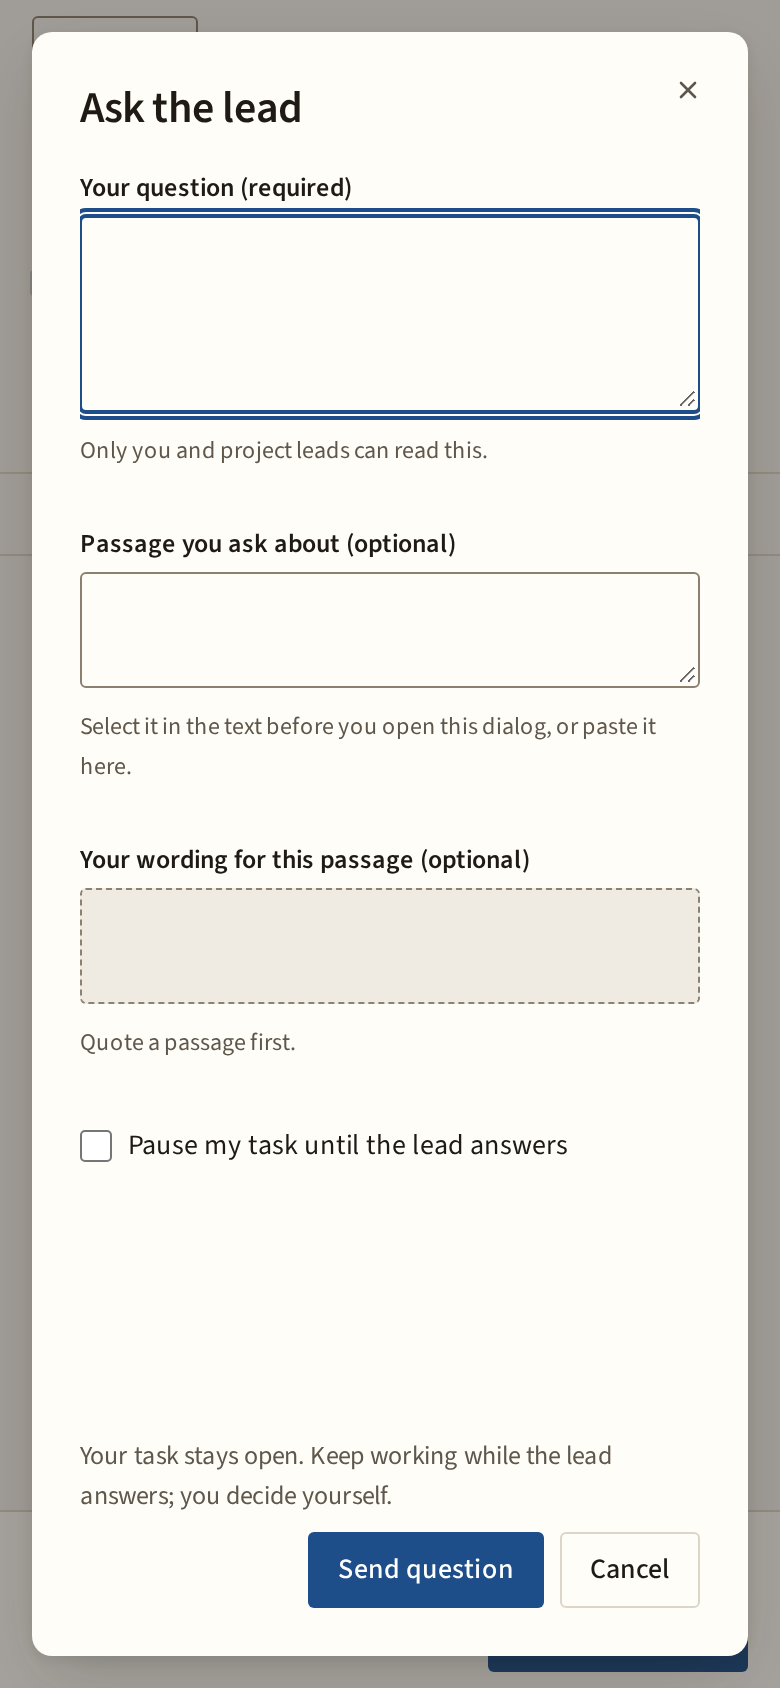 Ask the lead
Your question (required)
Only you and project leads can read this.
Passage you ask about (optional)
Select it in the text before you open this dialog, or paste it
here.
Your wording for this passage (optional)
Quote a passage first.
Pause my task until the lead answers
Your task stays open. Keep working while the lead
answers; you decide yourself.
Send question
Cancel